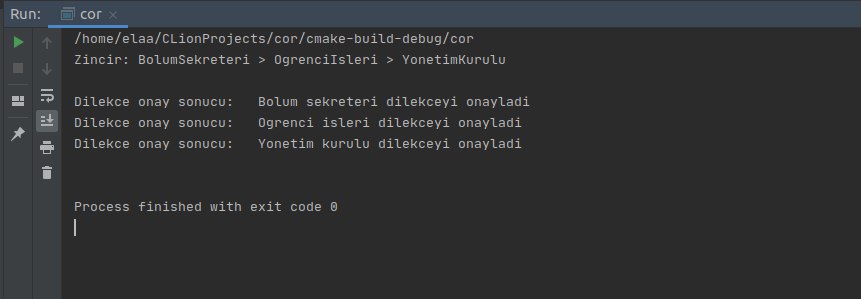 Run: cor
/home/elaa/CLionProjects/cor/cmake-build-debug/cor
Zincir: BolumSekreteri > OgrenciIsleri > YonetimKurulu
Dilekce onay sonucu: Bolum sekreteri dilekceyi onayladi
Dilekce onay sonucu: Ogrenci isleri dilekceyi onayladi
Dilekce onay sonucu: Yonetim kurulu dilekceyi onayladi
Process finished with exit code 0